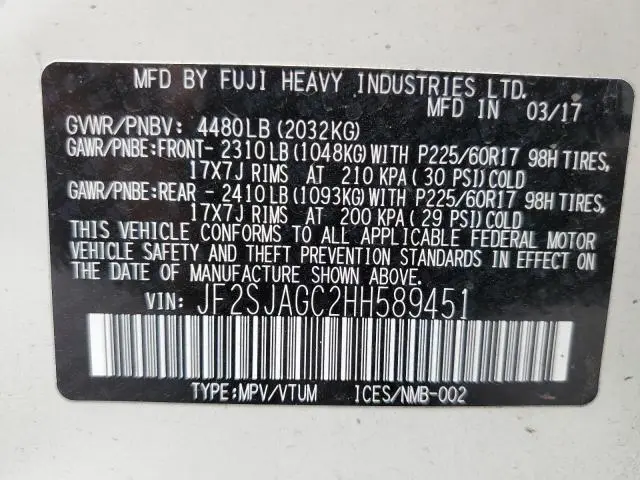 MFD BY FUJI HEAVY INDUSTRIES LTD.
MFD IN 03/17
GVWR/PNBV: 4480LB(2032KG)
GAWR/PNBE:FRONT-2310LB(1048KG)WITH P225/60R17 98H TIRES,
17X7J RIMS AT 210 KPA(30 PSI)COLD
GAWR/PNBE:REAR - 2410LB(1093KG)WITH P225/60R17 98H TIRES,
17X7J RIMS AT 200 KPA(29 PSI)COLD
THIS VEHICLE CONFORMS TO ALL APPLICABLE FEDERAL MOTOR
VEHICLE SAFETY AND THEFT PREVENTION STANDARDS IN EFFECT
ON THE DATE OF MANUFACTURE SHOWN ABOVE.
VIN: JF2SJAGC2HH589451
TYPE:MPV/VTUM ICES/NMB-002